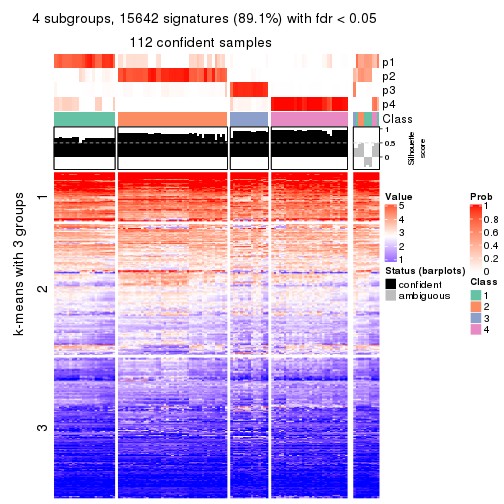 4 subgroups, 15642 signatures (89.1%) with fdr < 0.05
112 confident samples
p1
p2
p3
p4
Class
1
0.5
0
Silhouette
score
k-means with 3 groups
1
2
3
Value
5
4
3
2
1
Status (barplots)
confident
ambiguous
Prob
1
0.8
0.6
0.4
0.2
0
Class
1
2
3
4